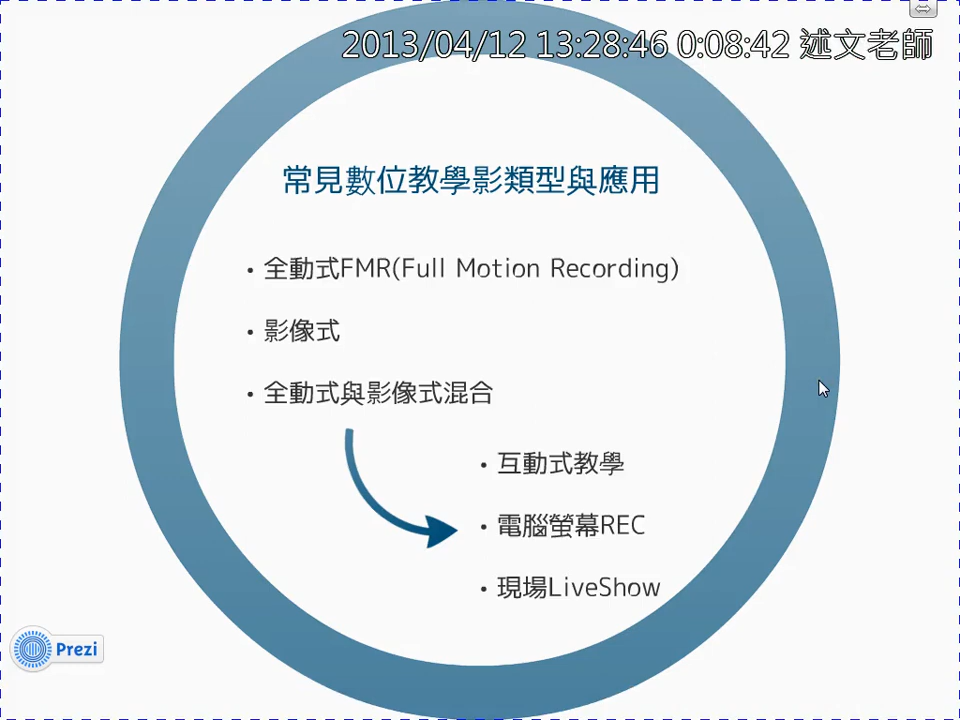 2013/04/12 13:28:46 0:08:42 述文老師
常見數位教學影類型與應用
• 全動式FMR(Full Motion Recording)
• 影像式
• 全動式與影像式混合
• 互動式教學
• 電腦螢幕REC
• 現場LiveShow
Prezi